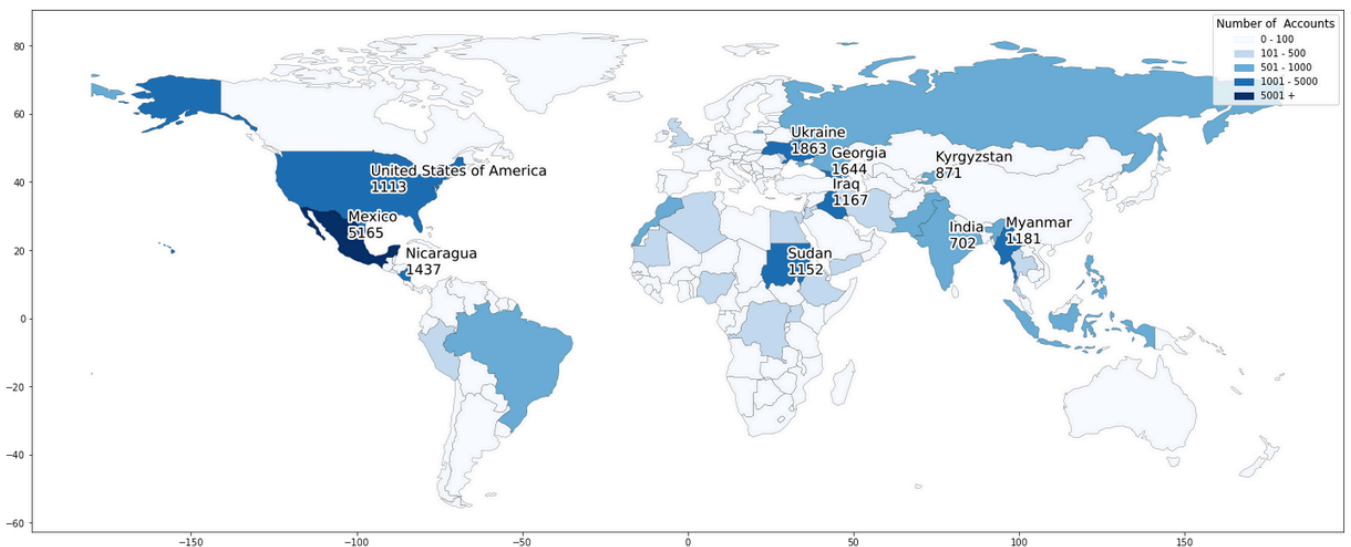 Number of Accounts
0 - 100
101 - 500
501 - 1000
1001 - 5000
5001 +
80
60
40
20
0
−20
−40
−60
Ukraine
1863
Georgia
1644
Kyrgyzstan
871
United States of America
1113
Iraq
1167
Mexico
5165
India
702
Myanmar
1181
Nicaragua
1437
Sudan
1152
−150
−100
−50
0
50
100
150